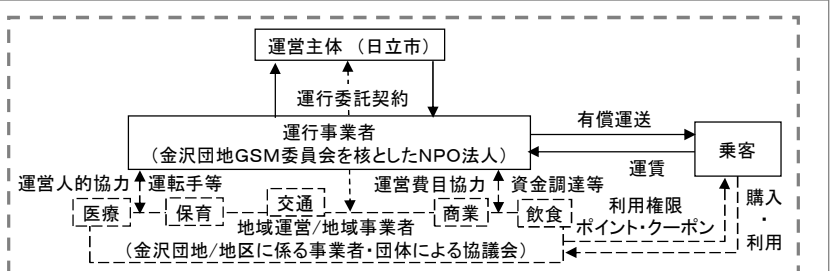 運営主体 (日立市)
運行委託契約
運行事業者
(金沢団地GSM委員会を核としたNPO法人)
有償運送
運賃
乗客
運営人的協力
運転手等
運営費目協力
資金調達等
医療
保育
交通
商業
飲食
地域運営/地域事業者
(金沢団地/地区に係る事業者・団体による協議会)
利用権限
ポイント・クーポン
購入・利用